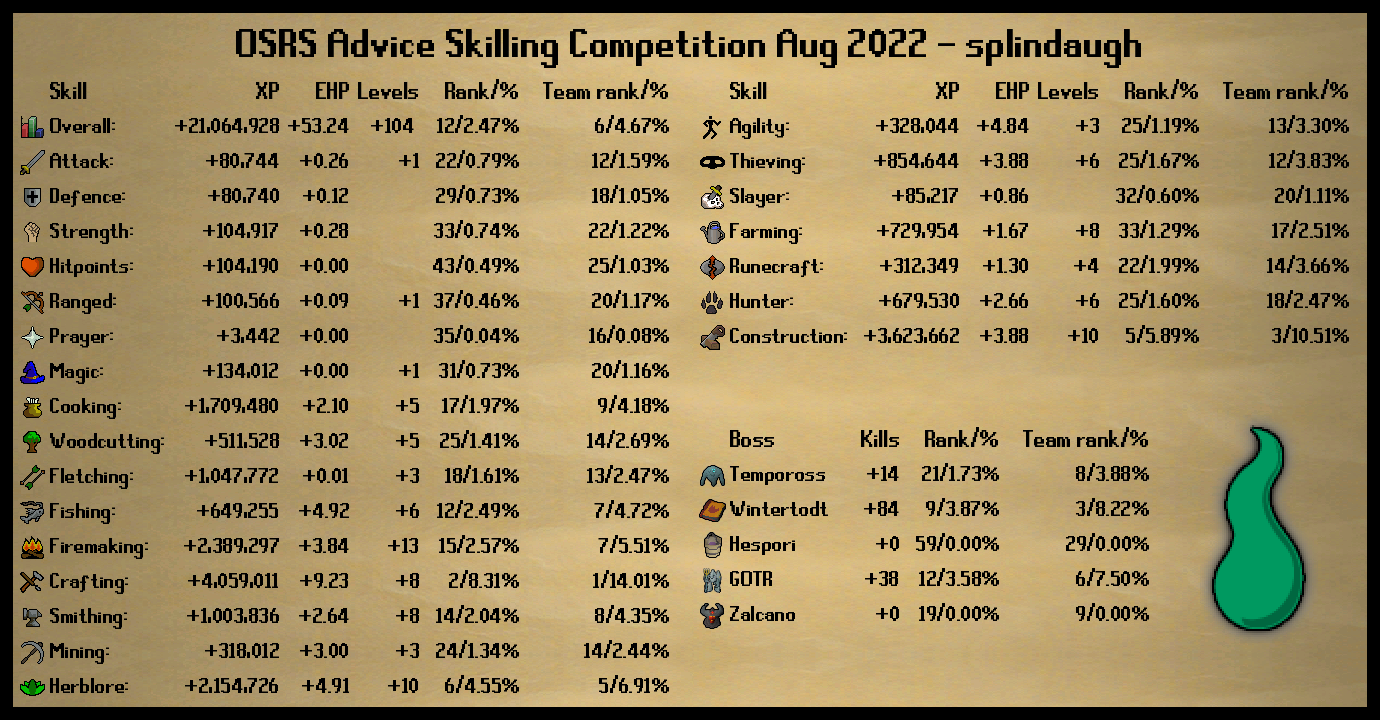 OSRS Advice Skilling Competition Aug 2022 - splindaugh
Skill XP EHP Levels Rank/% Team rank/%
Overall: +21,064,928 +53.24 +104 12/2.47% 6/4.67%
Attack: +80,744 +0.26 +1 22/0.79% 12/1.59%
Defence: +80,740 +0.12 29/0.73% 18/1.05%
Strength: +104,917 +0.28 33/0.74% 22/1.22%
Hitpoints: +104,190 +0.00 43/0.49% 25/1.03%
Ranged: +100,566 +0.09 +1 37/0.46% 20/1.17%
Prayer: +3,442 +0.00 35/0.04% 16/0.08%
Magic: +134,012 +0.00 +1 31/0.73% 20/1.16%
Cooking: +1,709,480 +2.10 +5 17/1.97% 9/4.18%
Woodcutting: +511,528 +3.02 +5 25/1.41% 14/2.69%
Fletching: +1,047,772 +0.01 +3 18/1.61% 13/2.47%
Fishing: +649,255 +4.92 +6 12/2.49% 7/4.72%
Firemaking: +2,389,297 +3.84 +13 15/2.57% 7/5.51%
Crafting: +4,059,011 +9.23 +8 2/8.31% 1/14.01%
Smithing: +1,003,836 +2.64 +8 14/2.04% 8/4.35%
Mining: +318,012 +3.00 +3 24/1.34% 14/2.44%
Herblore: +2,154,726 +4.91 +10 6/4.55% 5/6.91%
Skill XP EHP Levels Rank/% Team rank/%
Agility: +328,044 +4.84 +3 25/1.19% 13/3.30%
Thieving: +854,644 +3.88 +6 25/1.67% 12/3.83%
Slayer: +85,217 +0.86 32/0.60% 20/1.11%
Farming: +729,954 +1.67 +8 33/1.29% 17/2.51%
Runecraft: +312,349 +1.30 +4 22/1.99% 14/3.66%
Hunter: +679,530 +2.66 +6 25/1.60% 18/2.47%
Construction: +3,623,662 +3.88 +10 5/5.89% 3/10.51%
Boss Kills Rank/% Team rank/%
Tempoross +14 21/1.73% 8/3.88%
Wintertodt +84 9/3.87% 3/8.22%
Hespori +0 59/0.00% 29/0.00%
GOTR +38 12/3.58% 6/7.50%
Zalcano +0 19/0.00% 9/0.00%